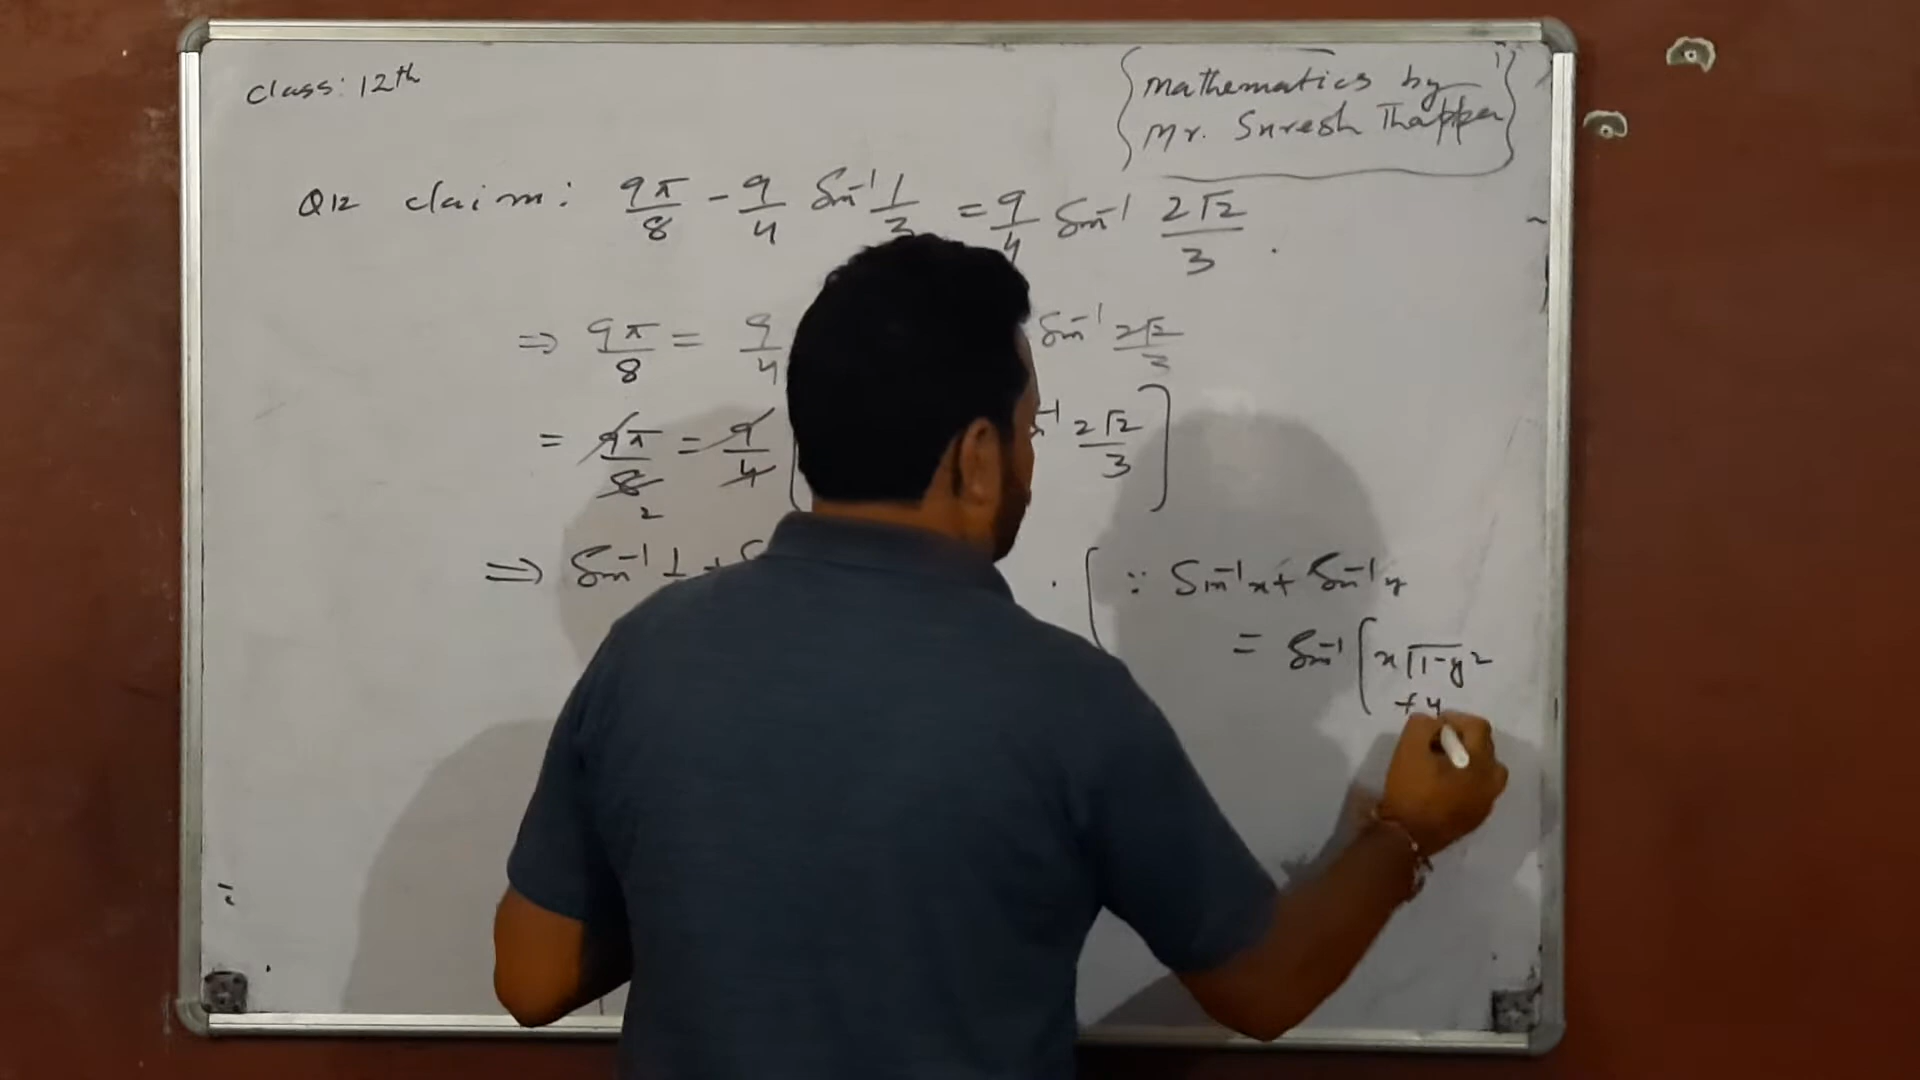 class: 12th
Mathematics by
Mr. Suresh Thapper
Q12 claim: 9π/8 - 9/4 Sin⁻¹ 1/3 = 9/4 Sin⁻¹ 2√2/3 .
⇒ 9π/8 = 9/4 Sin⁻¹ 2√2/3
= 9π/8 = 9/4 [ 2√2/3 ]
2
⇒ Sin⁻¹ 1 +
. [ ∵ Sin⁻¹x + Sin⁻¹y
= Sin⁻¹ [ x√1-y²
+ y